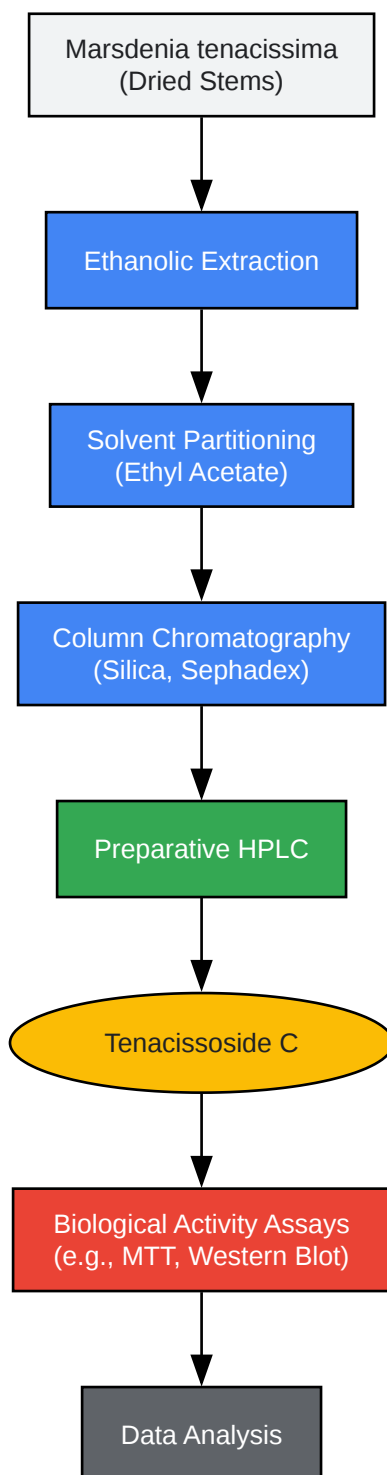 Marsdenia tenacissima
(Dried Stems)
Ethanolic Extraction
Solvent Partitioning
(Ethyl Acetate)
Column Chromatography
(Silica, Sephadex)
Preparative HPLC
Tenacissoside C
Biological Activity Assays
(e.g., MTT, Western Blot)
Data Analysis